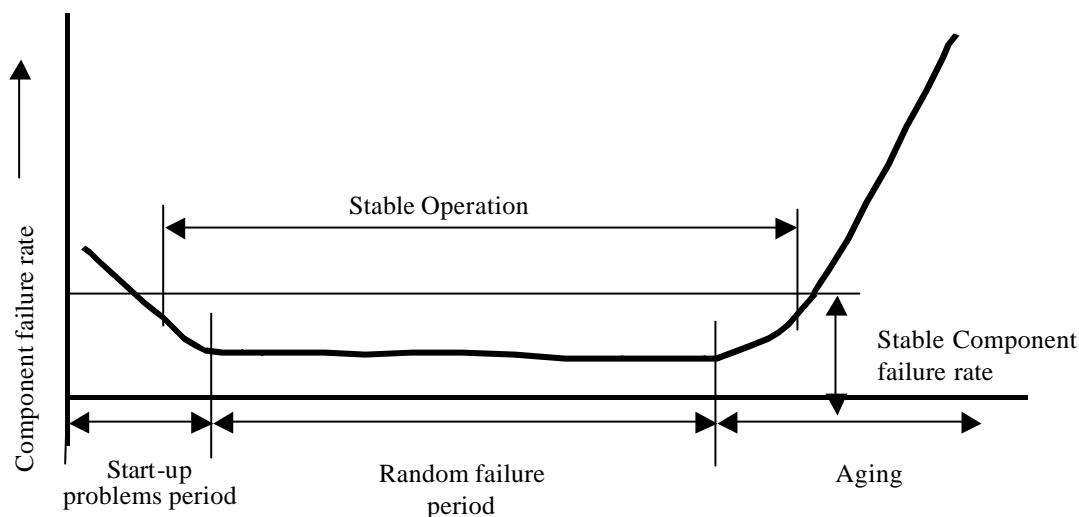 Component failure rate
Stable Operation
Stable Component
failure rate
Start-up
problems period
Random failure
period
Aging